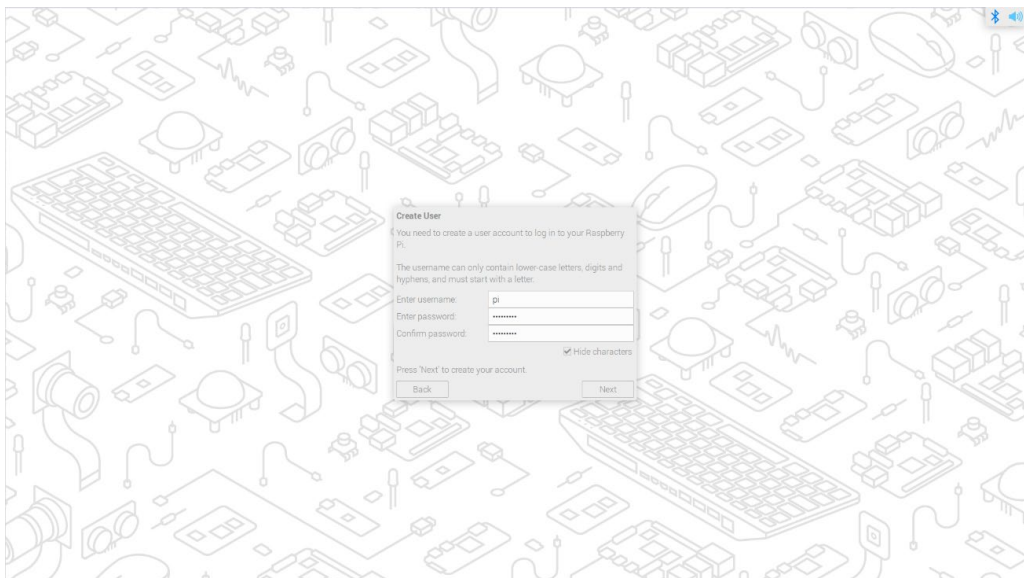 Create User
You need to create a user account to log in to your Raspberry
Pi.
The username can only contain lower-case letters, digits and
hyphens, and must start with a letter.
Enter username: pi
Enter password: •••••••••
Confirm password: •••••••••
Hide characters
Press 'Next' to create your account.
Back Next